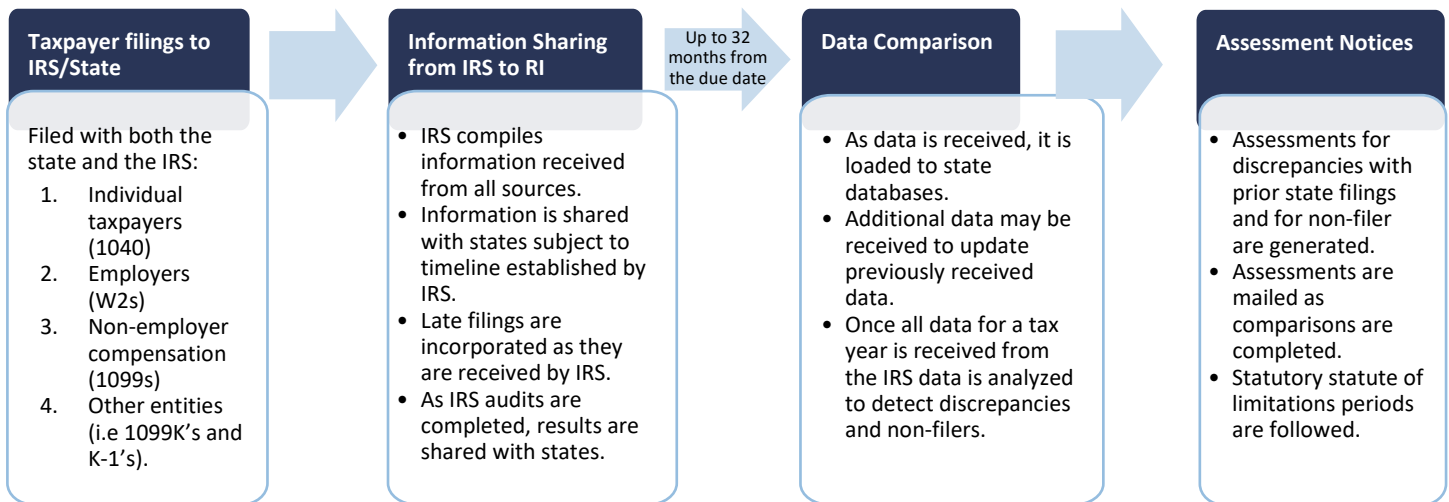 Taxpayer filings to
IRS/State
Filed with both the
state and the IRS:
1. Individual
taxpayers
(1040)
2. Employers
(W2s)
3. Non-employer
compensation
(1099s)
4. Other entities
(i.e 1099K's and
K-1's).
Information Sharing
from IRS to RI
• IRS compiles
information received
from all sources.
• Information is shared
with states subject to
timeline established by
IRS.
• Late filings are
incorporated as they
are received by IRS.
• As IRS audits are
completed, results are
shared with states.
Up to 32
months from
the due date
Data Comparison
• As data is received, it is
loaded to state
databases.
• Additional data may be
received to update
previously received
data.
• Once all data for a tax
year is received from
the IRS data is analyzed
to detect discrepancies
and non-filers.
Assessment Notices
• Assessments for
discrepancies with
prior state filings
and for non-filer
are generated.
• Assessments are
mailed as
comparisons are
completed.
• Statutory statute of
limitations periods
are followed.